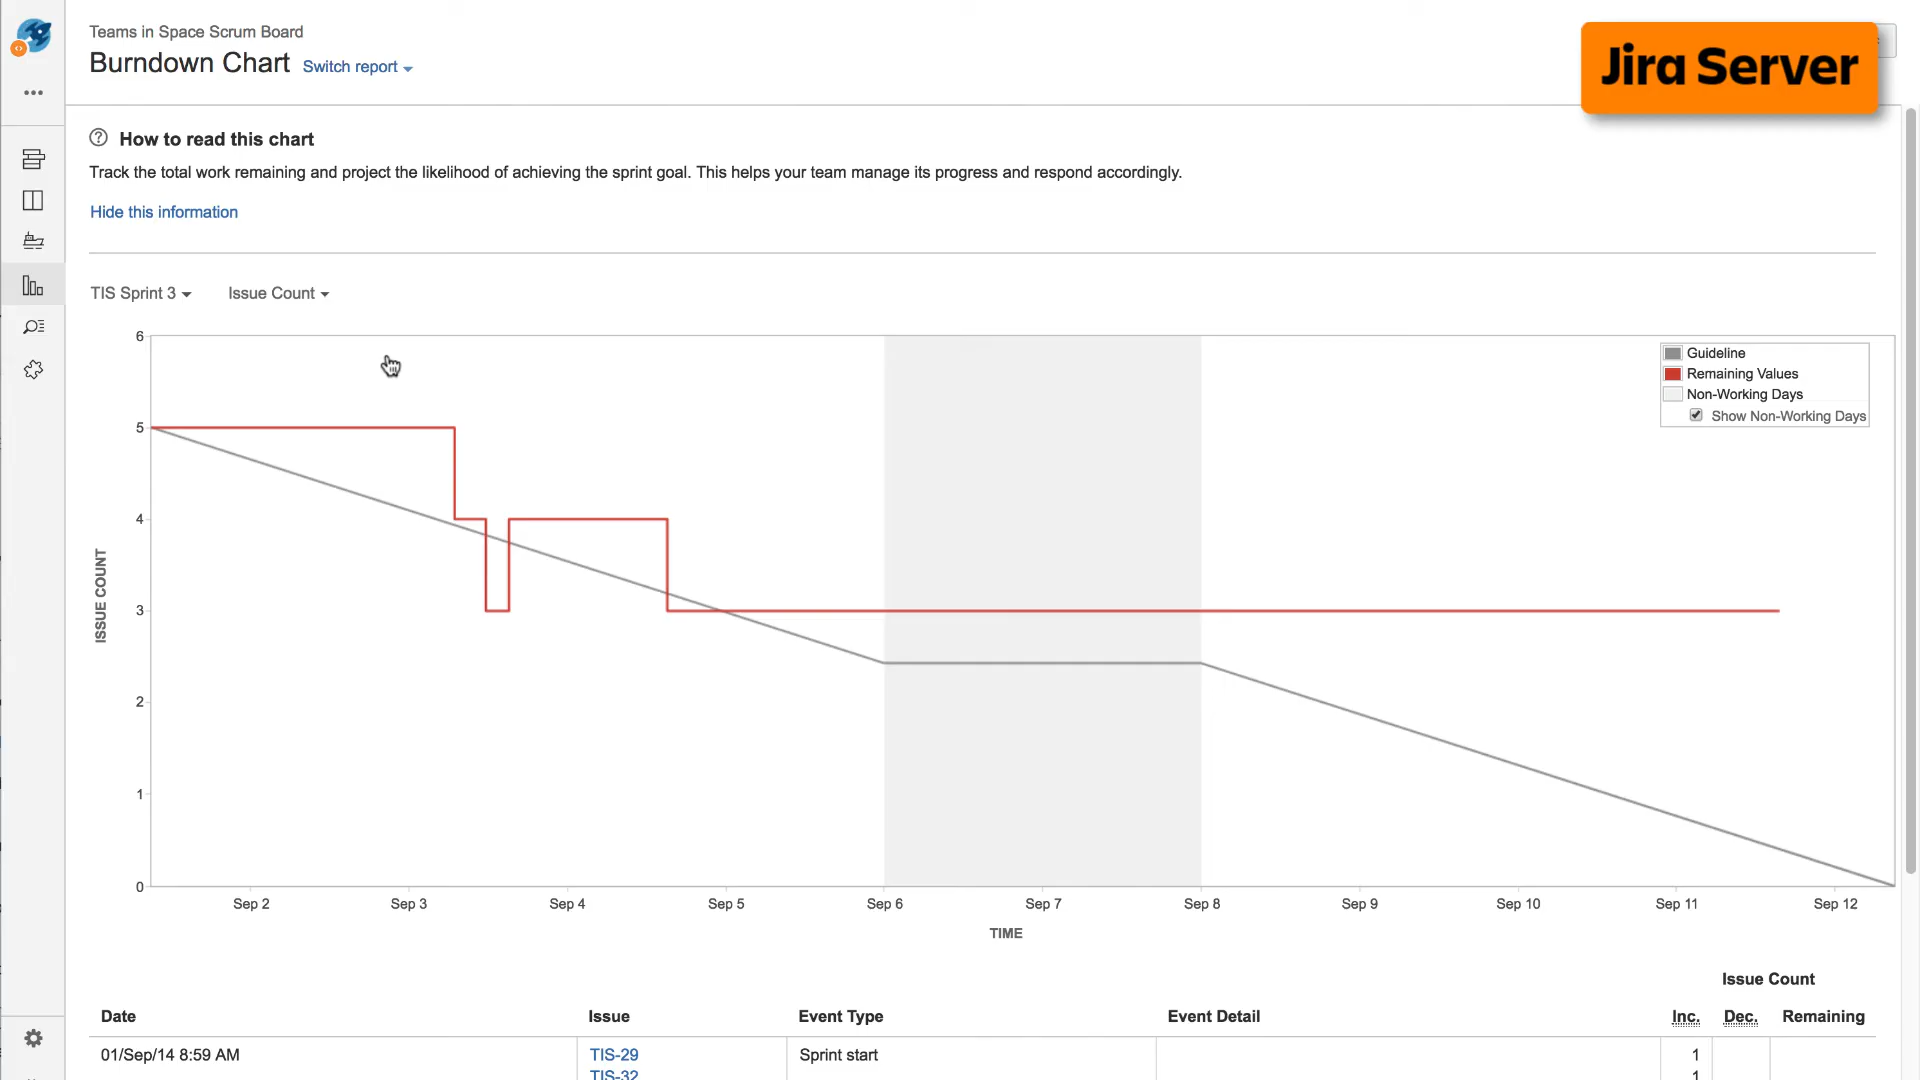 Teams in Space Scrum Board
Burndown Chart Switch report
Jira Server
How to read this chart
Track the total work remaining and project the likelihood of achieving the sprint goal. This helps your team manage its progress and respond accordingly.
Hide this information
TIS Sprint 3 Issue Count
6
5
4
3
2
1
0
ISSUE COUNT
Guideline
Remaining Values
Non-Working Days
Show Non-Working Days
Sep 2 Sep 3 Sep 4 Sep 5 Sep 6 Sep 7 Sep 8 Sep 9 Sep 10 Sep 11 Sep 12
TIME
Issue Count
Date Issue Event Type Event Detail Inc. Dec. Remaining
01/Sep/14 8:59 AM TIS-29 Sprint start 1
TIS-32 1